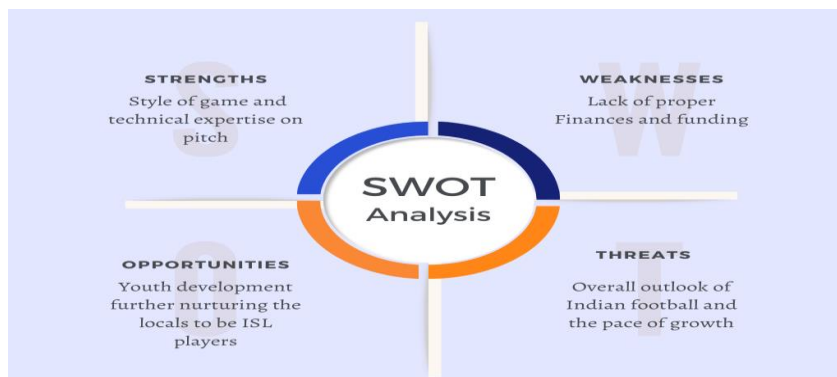 S
STRENGTHS
Style of game and
technical expertise on
pitch
W
WEAKNESSES
Lack of proper
Finances and funding
SWOT
Analysis
O
OPPORTUNITIES
Youth development
further nurturing the
locals to be ISL
players
T
THREATS
Overall outlook of
Indian football and
the pace of growth